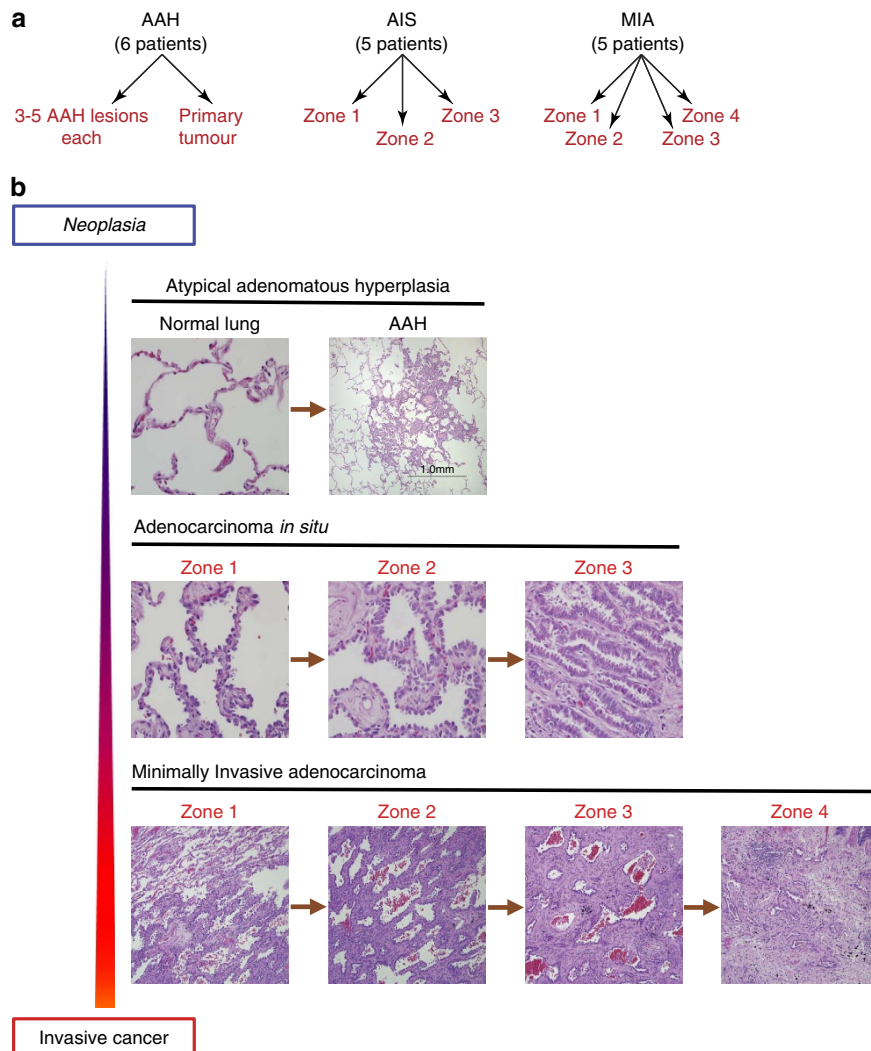 a
AAH
(6 patients)
3-5 AAH lesions
each
Primary
tumour
AIS
(5 patients)
Zone 1
Zone 2
Zone 3
MIA
(5 patients)
Zone 1
Zone 2
Zone 3
Zone 4
b
Neoplasia
Atypical adenomatous hyperplasia
Normal lung
AAH
1.0mm
Adenocarcinoma in situ
Zone 1
Zone 2
Zone 3
Minimally Invasive adenocarcinoma
Zone 1
Zone 2
Zone 3
Zone 4
Invasive cancer